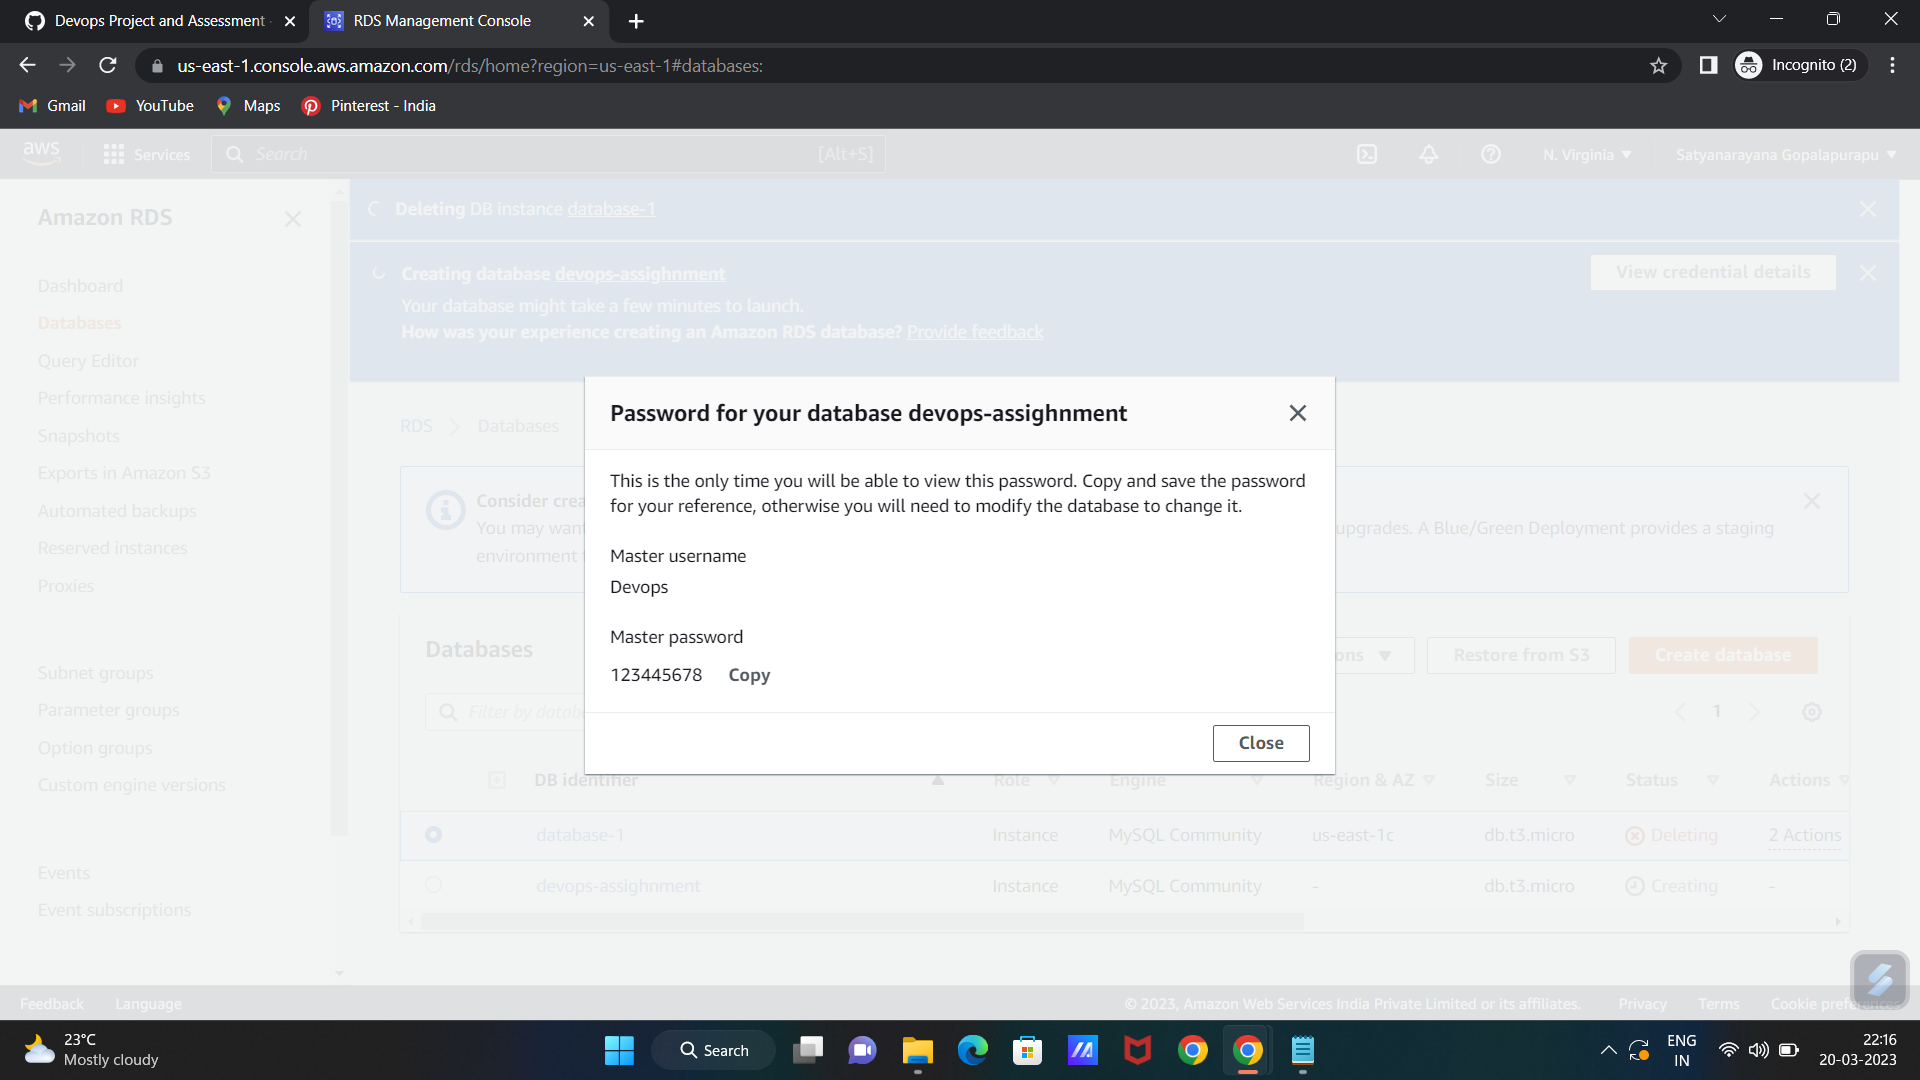 Devops Project and Assessment
RDS Management Console
us-east-1.console.aws.amazon.com/rds/home?region=us-east-1#databases:
Incognito (2)
Gmail
YouTube
Maps
Pinterest - India
aws
Services
Search
[Alt+S]
N. Virginia
Satyanarayana Gopalapurapu
Amazon RDS
Dashboard
Databases
Query Editor
Performance insights
Snapshots
Exports in Amazon S3
Automated backups
Reserved instances
Proxies
Subnet groups
Parameter groups
Option groups
Custom engine versions
Events
Event subscriptions
Deleting DB instance database-1
Creating database devops-assighnment
Your database might take a few minutes to launch.
How was your experience creating an Amazon RDS database? Provide feedback
View credential details
RDS
Databases
Consider crea
You may want
upgrades. A Blue/Green Deployment provides a staging
environment
Password for your database devops-assighnment
This is the only time you will be able to view this password. Copy and save the password
for your reference, otherwise you will need to modify the database to change it.
Master username
Devops
Master password
123445678
Copy
Close
Databases
ons
Restore from S3
Create database
Filter by datab
1
DB identifier
Role
Engine
Region & AZ
Size
Status
Actions
database-1
Instance
MySQL Community
us-east-1c
db.t3.micro
Deleting
2 Actions
devops-assighnment
Instance
MySQL Community
-
db.t3.micro
Creating
-
Feedback
Language
© 2023, Amazon Web Services India Private Limited or its affiliates.
Privacy
Terms
Cookie preferences
23°C
Mostly cloudy
Search
ENG
IN
22:16
20-03-2023